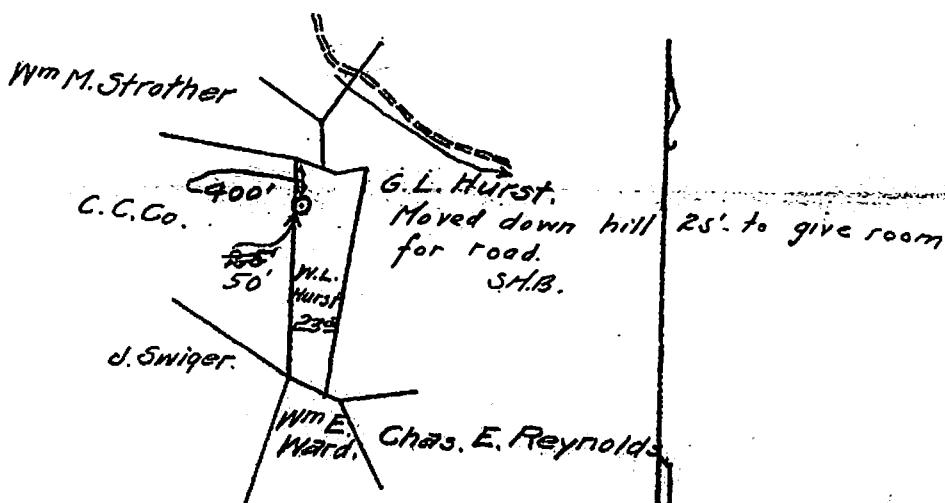 Wm M. Strother
400'
C. C. Co.
G. L. Hurst.
Moved down hill 25'. to give room
for road.
S.H.B.
50'
W.L.
Hurst
23a
J. Swiger.
Wm E.
Ward.
Chas. E. Reynolds.